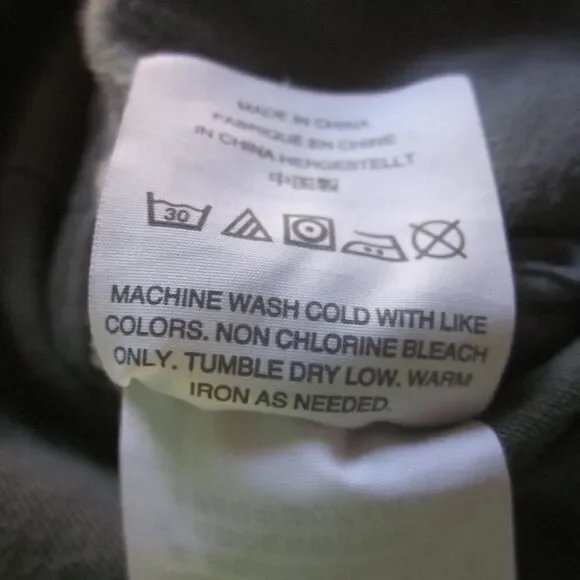 MADE IN CHINA
FABRIQUÉ EN CHINE
IN CHINA HERGESTELLT
中国製
30
MACHINE WASH COLD WITH LIKE
COLORS. NON CHLORINE BLEACH
ONLY. TUMBLE DRY LOW. WARM
IRON AS NEEDED.